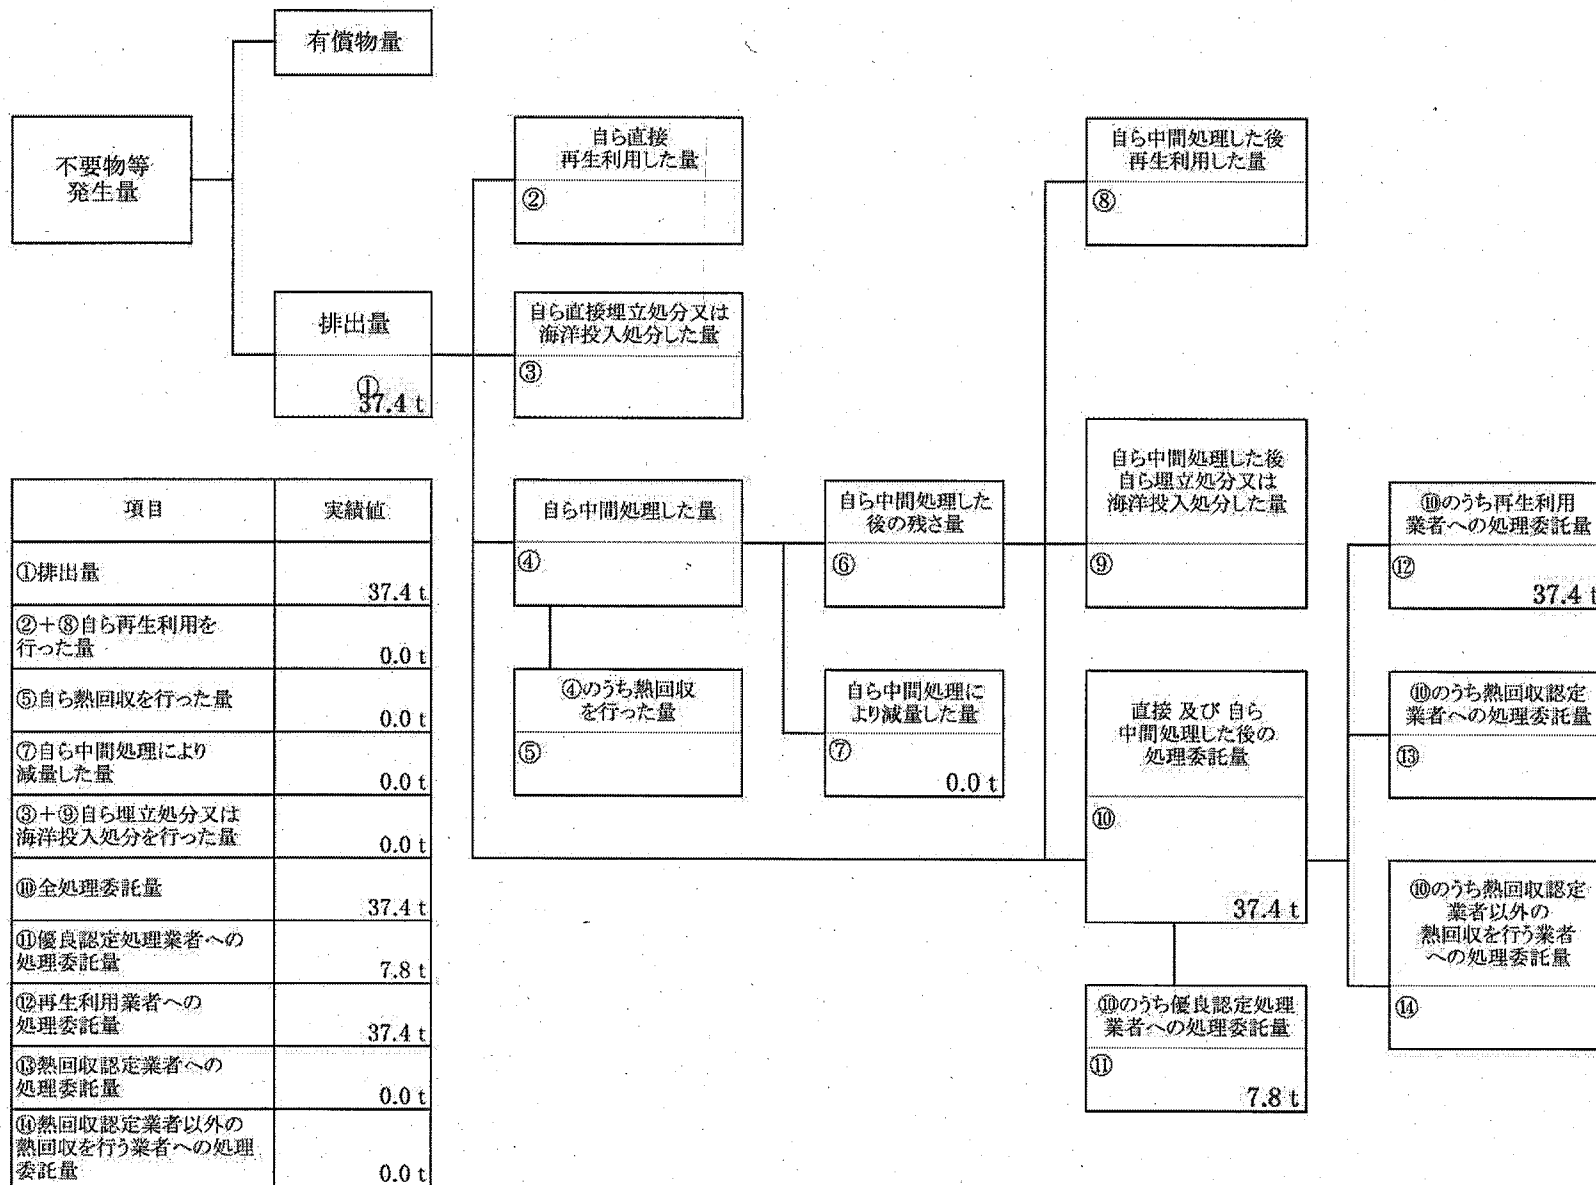 有償物量
不要物等
発生量
排出量
①
37.4 t
自ら直接
再生利用した量
②
自ら直接埋立処分又は
海洋投入処分した量
③
自ら中間処理した量
④
④のうち熱回収
を行った量
⑤
自ら中間処理した
後の残さ量
⑥
自ら中間処理に
より減量した量
⑦
0.0 t
自ら中間処理した後
再生利用した量
⑧
自ら中間処理した後
自ら埋立処分又は
海洋投入処分した量
⑨
直接 及び 自ら
中間処理した後の
処理委託量
⑩
37.4 t
⑩のうち優良認定処理
業者への処理委託量
⑪
7.8 t
⑩のうち再生利用
業者への処理委託量
⑫
37.4 t
⑩のうち熱回収認定
業者への処理委託量
⑬
⑩のうち熱回収認定
業者以外の
熱回収を行う業者
への処理委託量
⑭
項目
実績値
①排出量
37.4 t
②+⑧自ら再生利用を
行った量
0.0 t
⑤自ら熱回収を行った量
0.0 t
⑦自ら中間処理により
減量した量
0.0 t
③+⑨自ら埋立処分又は
海洋投入処分を行った量
0.0 t
⑩全処理委託量
37.4 t
⑪優良認定処理業者への
処理委託量
7.8 t
⑫再生利用業者への
処理委託量
37.4 t
⑬熱回収認定業者への
処理委託量
0.0 t
⑭熱回収認定業者以外の
熱回収を行う業者への処理
委託量
0.0 t